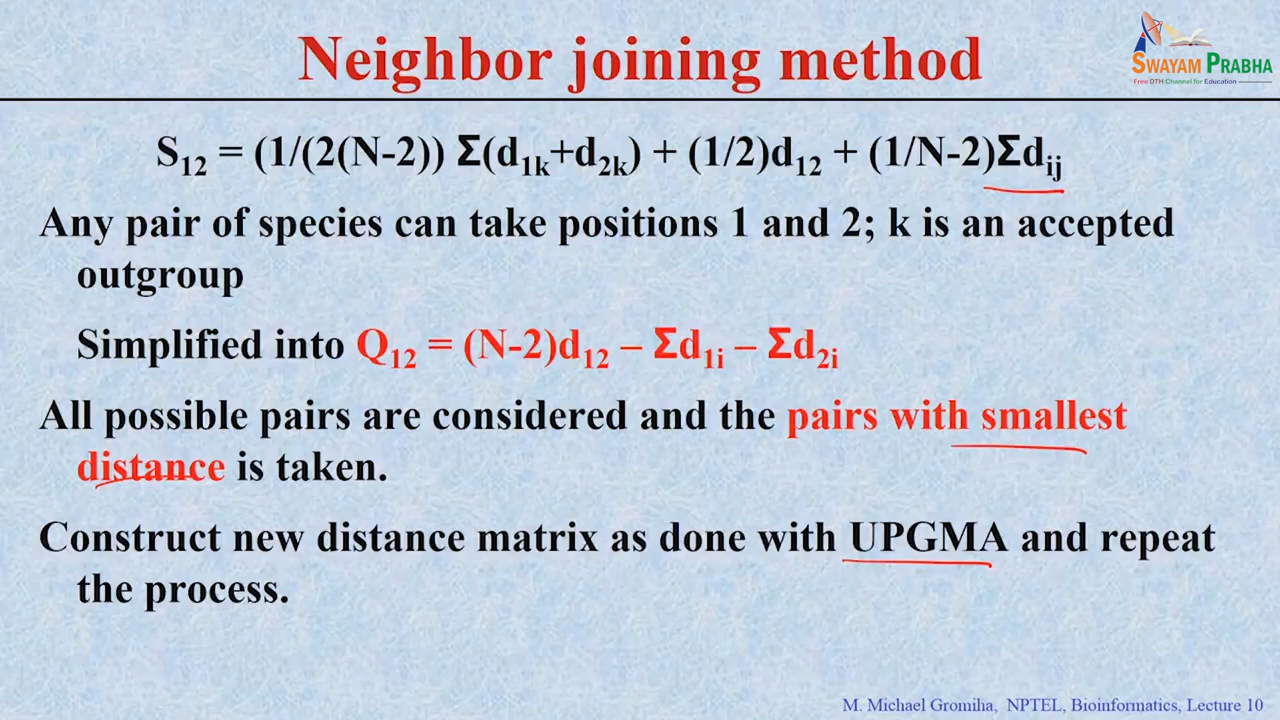 Neighbor joining method
SWAYAM PRABHA
Free DTH Channel for Education
S12 = (1/(2(N-2)) Σ(d1k+d2k) + (1/2)d12 + (1/N-2)Σdij
Any pair of species can take positions 1 and 2; k is an accepted
outgroup
Simplified into Q12 = (N-2)d12 – Σd1i – Σd2i
All possible pairs are considered and the pairs with smallest
distance is taken.
Construct new distance matrix as done with UPGMA and repeat
the process.
M. Michael Gromiha, NPTEL, Bioinformatics, Lecture 10